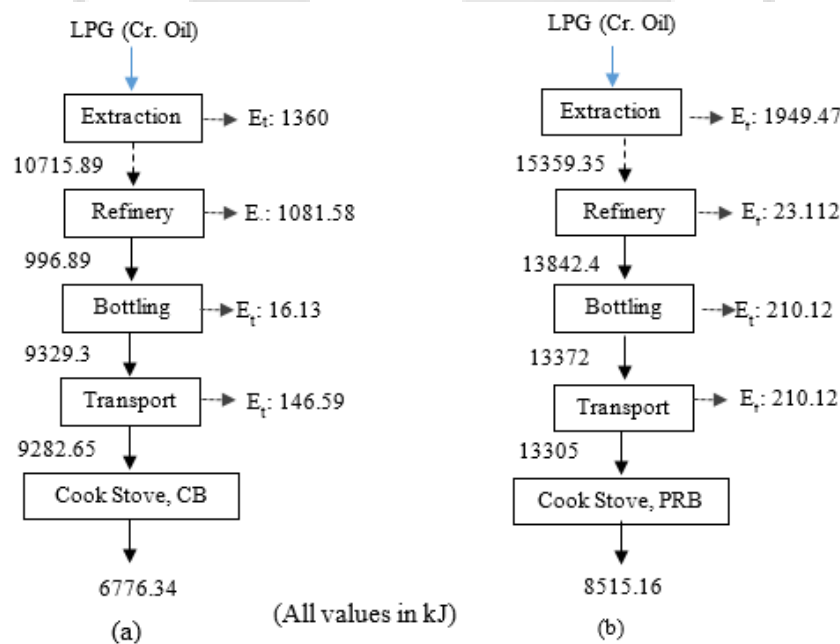 LPG (Cr. Oil)
Extraction
Et: 1360
10715.89
Refinery
E.: 1081.58
996.89
Bottling
Et: 16.13
9329.3
Transport
Et: 146.59
9282.65
Cook Stove, CB
6776.34
(a)
LPG (Cr. Oil)
Extraction
Et: 1949.47
15359.35
Refinery
Et: 23.112
13842.4
Bottling
Et: 210.12
13372
Transport
Et: 210.12
13305
Cook Stove, PRB
8515.16
(b)
(All values in kJ)